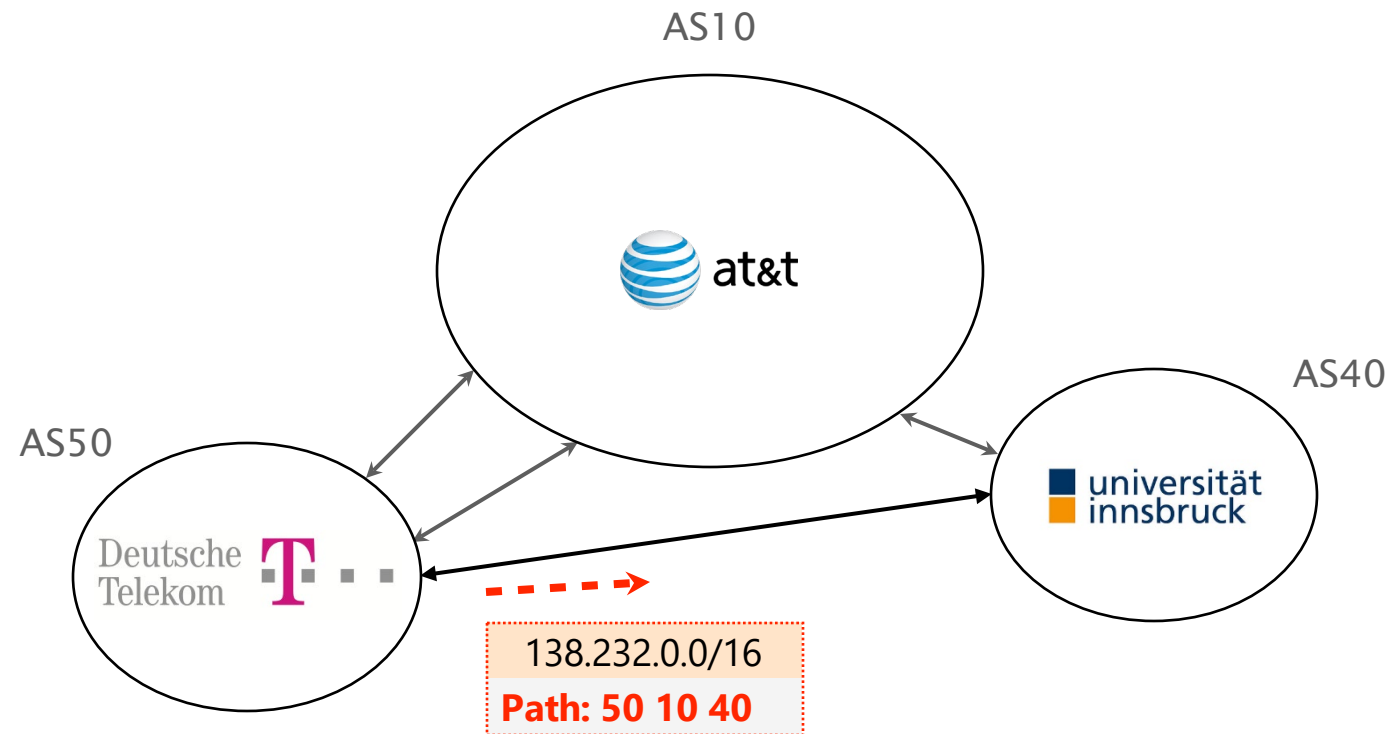 AS10
at&t
AS40
AS50
universität
innsbruck
Deutsche
Telekom
T
138.232.0.0/16
Path: 50 10 40